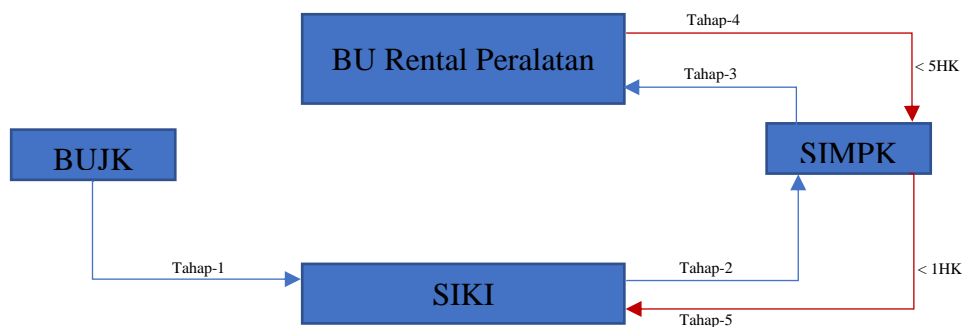 Tahap-4
BU Rental Peralatan
Tahap-3
< 5HK
BUJK
SIMPK
Tahap-1
Tahap-2
< 1HK
SIKI
Tahap-5